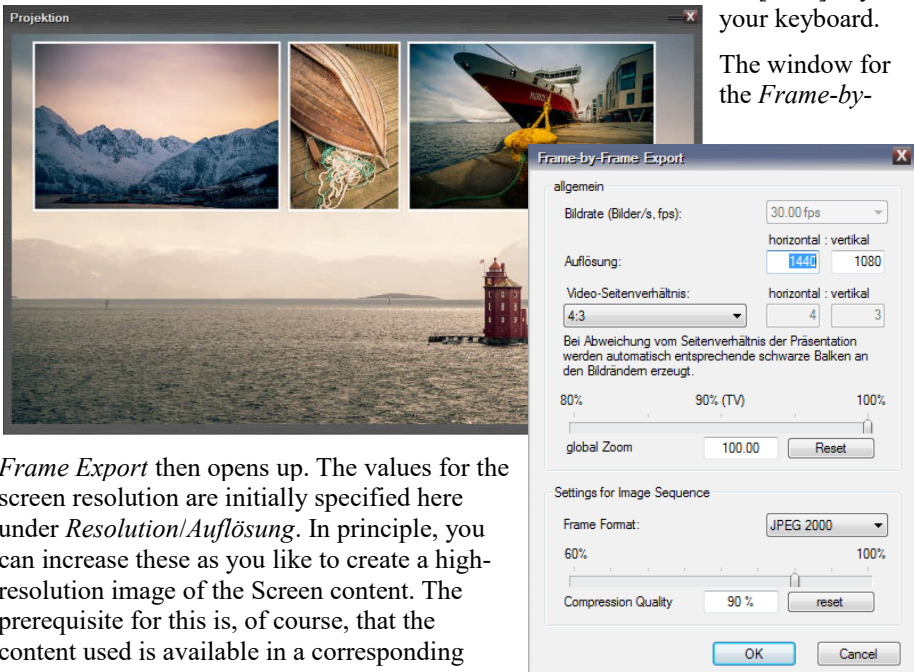 your keyboard.
The window for
the Frame-by-
Projektion
Frame-by-Frame Export
allgemein
Bildrate (Bilder/s, fps):
30.00 fps
horizontal : vertikal
Auflösung:
1440
1080
Video-Seitenverhältnis:
horizontal : vertikal
4:3
4
3
Bei Abweichung vom Seitenverhältnis der Präsentation
werden automatisch entsprechende schwarze Balken an
den Bildrändern erzeugt.
80%
90% (TV)
100%
global Zoom
100.00
Reset
Settings for Image Sequence
Frame Format:
JPEG 2000
60%
100%
Compression Quality
90 %
reset
OK
Cancel
Frame Export then opens up. The values for the
screen resolution are initially specified here
under Resolution/Auflösung. In principle, you
can increase these as you like to create a high-
resolution image of the Screen content. The
prerequisite for this is, of course, that the
content used is available in a corresponding